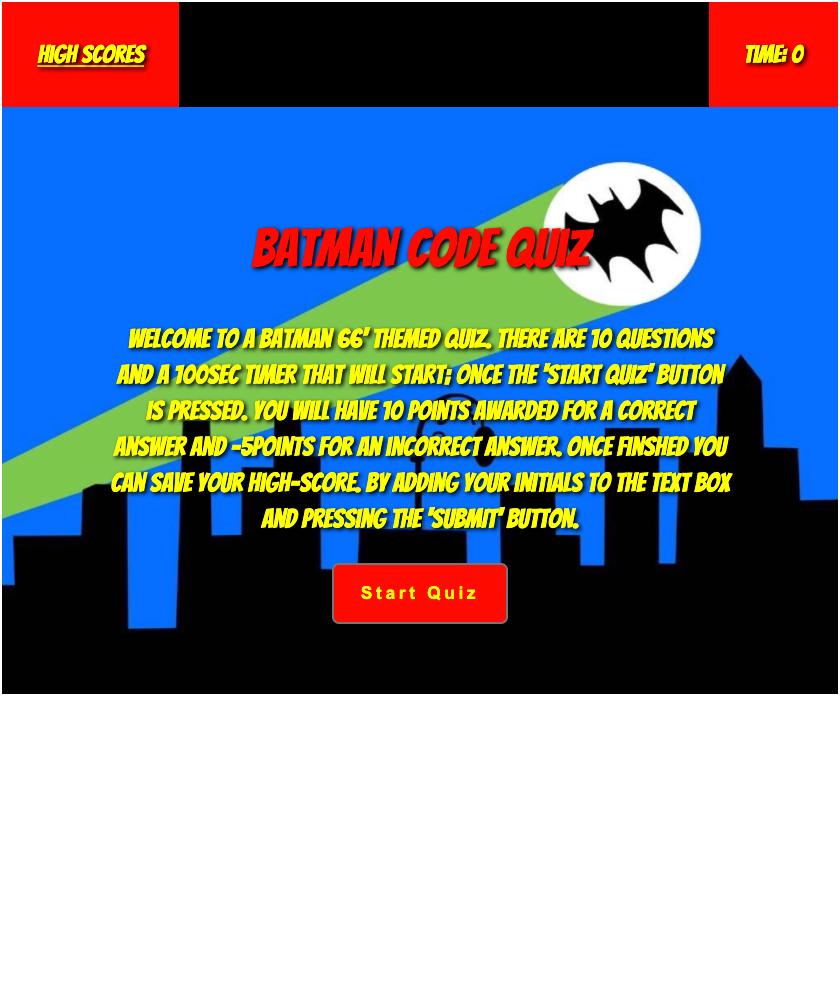 HIGH SCORES
TIME: 0
BATMAN CODE QUIZ
WELCOME TO A BATMAN 66' THEMED QUIZ. THERE ARE 10 QUESTIONS
AND A 100SEC TIMER THAT WILL START; ONCE THE 'START QUIZ' BUTTON
IS PRESSED. YOU WILL HAVE 10 POINTS AWARDED FOR A CORRECT
ANSWER AND -5POINTS FOR AN INCORRECT ANSWER. ONCE FINSHED YOU
CAN SAVE YOUR HIGH-SCORE. BY ADDING YOUR INITIALS TO THE TEXT BOX
AND PRESSING THE 'SUBMIT' BUTTON.
Start Quiz